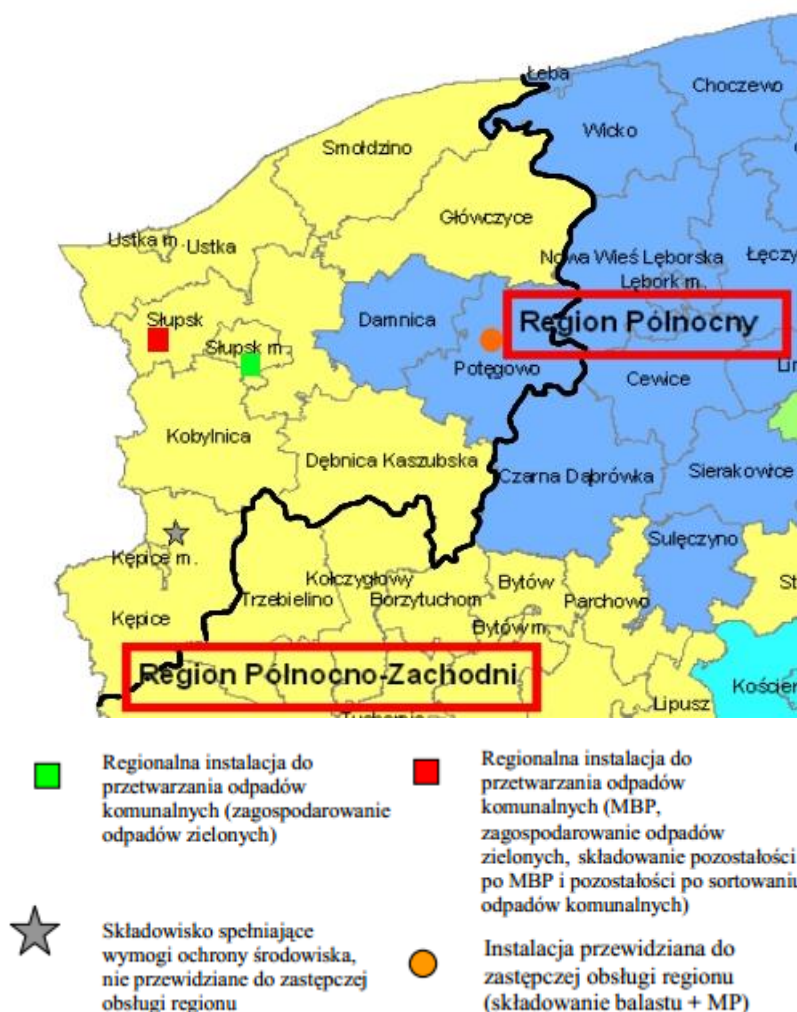 Łeba
Choczewo
Wicko
Smołdzino
Główczyce
Ustka m.
Ustka
Nowa Wieś Lęborska
Lębork m.
Łęczy
Słupsk
Damnica
Region Północny
Słupsk m.
Potęgowo
Cewice
Lin
Kobylnica
Dębnica Kaszubska
Czarna Dąbrówka
Sierakowice
Sulęczyno
Kępice m.
Kołczygłowy
Bytów
St
Trzebielino
Borzytuchom
Parchowo
Kępice
Bytów m.
Region Północno-Zachodni
Kościer
Lipusz
Regionalna instalacja do
przetwarzania odpadów
komunalnych (zagospodarowanie
odpadów zielonych)
Regionalna instalacja do
przetwarzania odpadów
komunalnych (MBP,
zagospodarowanie odpadów
zielonych, składowanie pozostałości
po MBP i pozostałości po sortowaniu
odpadów komunalnych)
Składowisko spełniające
wymogi ochrony środowiska,
nie przewidziane do zastępczej
obsługi regionu
Instalacja przewidziana do
zastępczej obsługi regionu
(składowanie balastu + MP)